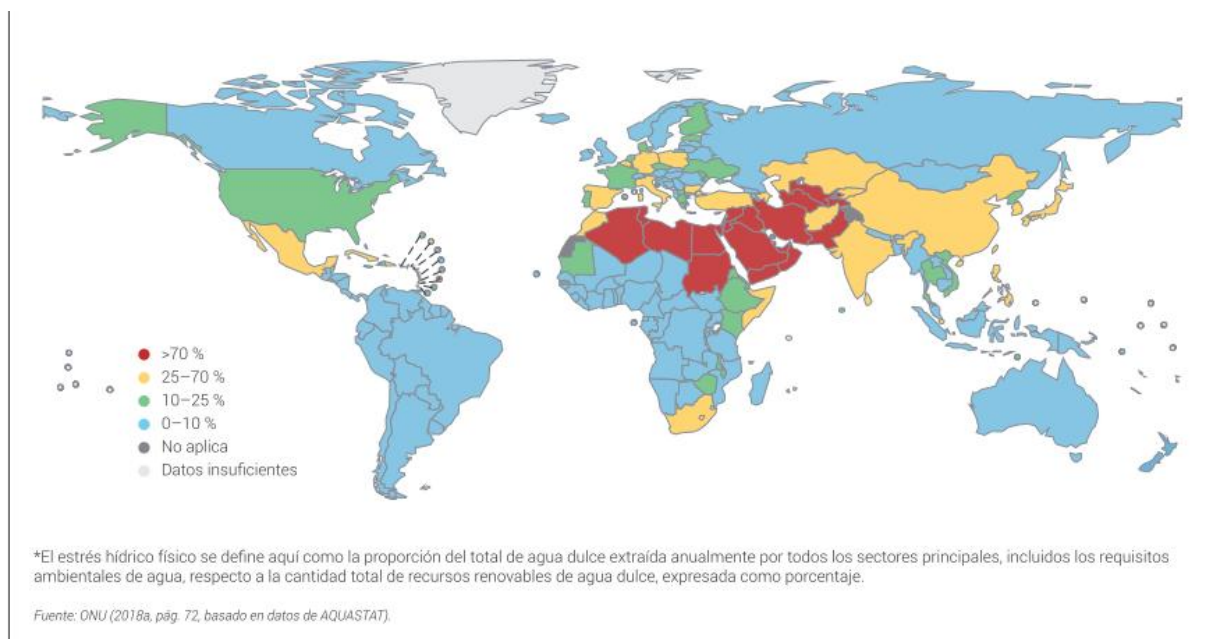 >70 %
25–70 %
10–25 %
0–10 %
No aplica
Datos insuficientes
*El estrés hídrico físico se define aquí como la proporción del total de agua dulce extraída anualmente por todos los sectores principales, incluidos los requisitos
ambientales de agua, respecto a la cantidad total de recursos renovables de agua dulce, expresada como porcentaje.
Fuente: ONU (2018a, pág. 72, basado en datos de AQUASTAT).